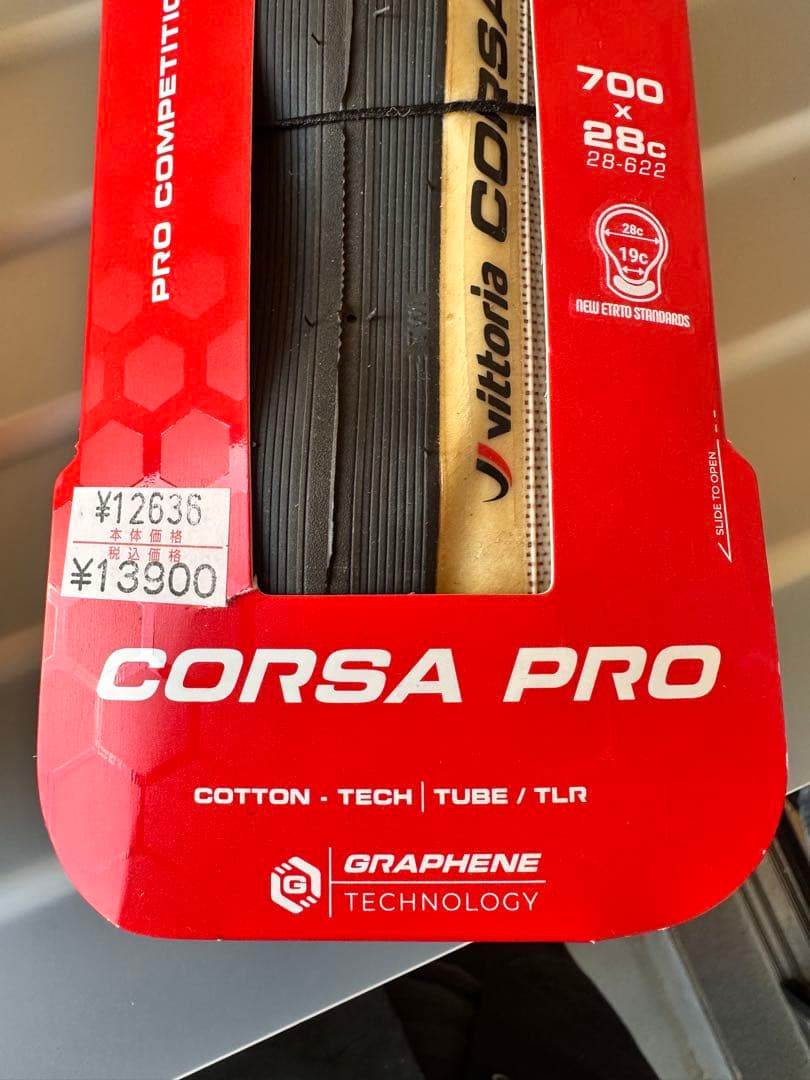 PRO COMPETITIO
vittoria CORSA
TWI
700
x
28c
28-622
28c
19c
NEW ETRTO STANDARDS
SLIDE TO OPEN
¥12636
本体価格
税込価格
¥13900
CORSA PRO
COTTON - TECH | TUBE / TLR
G GRAPHENE
TECHNOLOGY